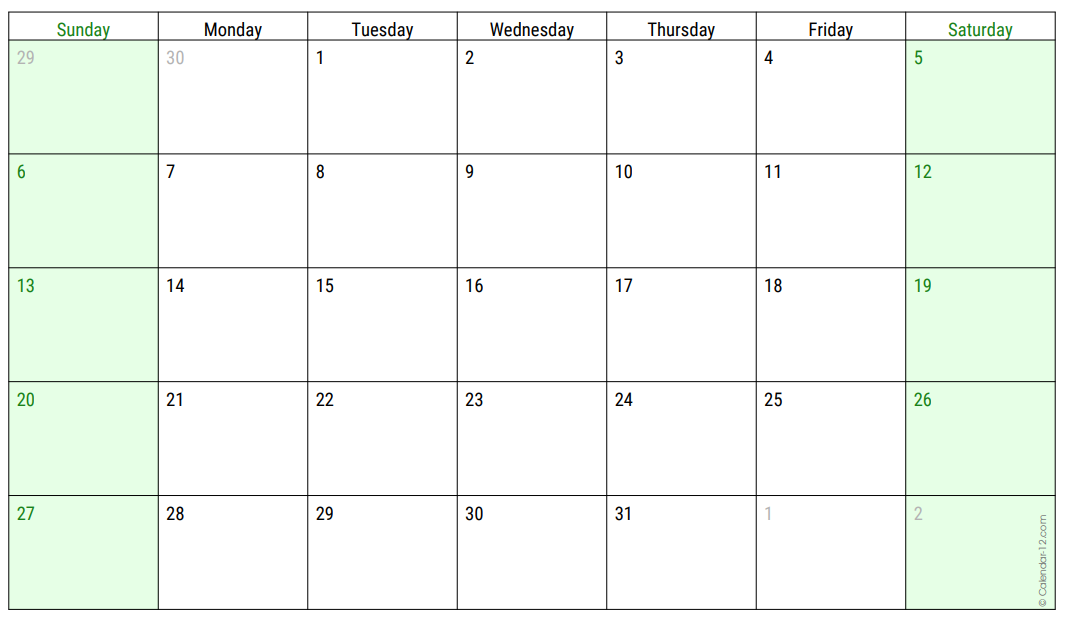 Sunday Monday Tuesday Wednesday Thursday Friday Saturday
29 30 1 2 3 4 5
6 7 8 9 10 11 12
13 14 15 16 17 18 19
20 21 22 23 24 25 26
27 28 29 30 31 1 2
© Calendar-12.com